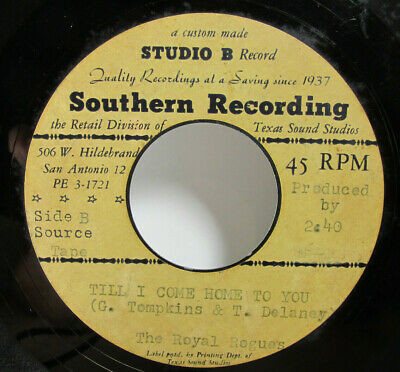 a custom made
STUDIO B Record
Quality Recordings at a Saving since 1937
Southern Recording
the Retail Division of Texas Sound Studios
506 W. Hildebrand
San Antonio 12
PE 3-1721
45 RPM
Produced
by
2:40
Side B
Source
Tape
TILL I COME HOME TO YOU
(G. Tompkins & T. Delaney
The Royal Rogues
Label potd. by Printing Dept. of
Texas Sound Studios